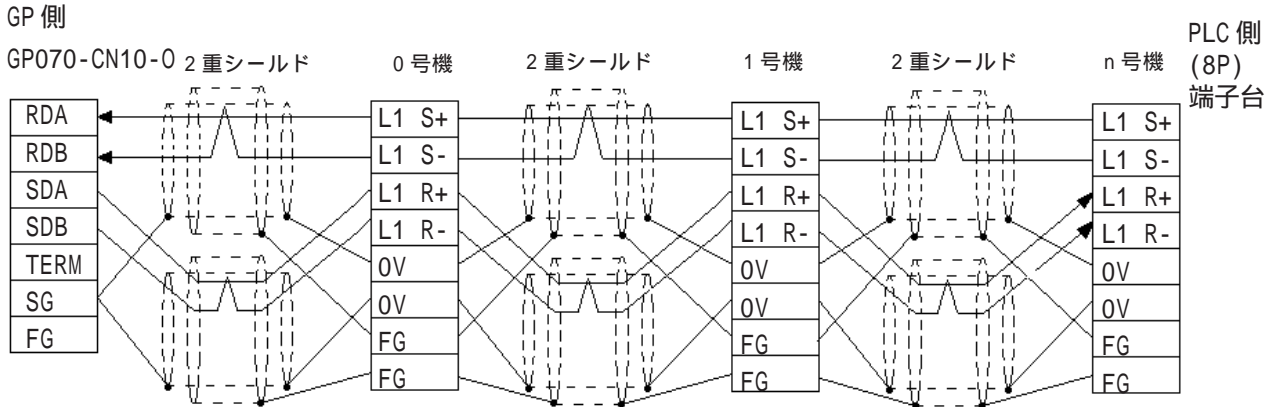 GP 側
GP070-CN10-O
2 重シールド
0 号機
2 重シールド
1 号機
2 重シールド
n 号機
PLC 側
(8P)
端子台
RDA
RDB
SDA
SDB
TERM
SG
FG
L1 S+
L1 S-
L1 R+
L1 R-
0V
0V
FG
FG
L1 S+
L1 S-
L1 R+
L1 R-
0V
0V
FG
FG
L1 S+
L1 S-
L1 R+
L1 R-
0V
0V
FG
FG